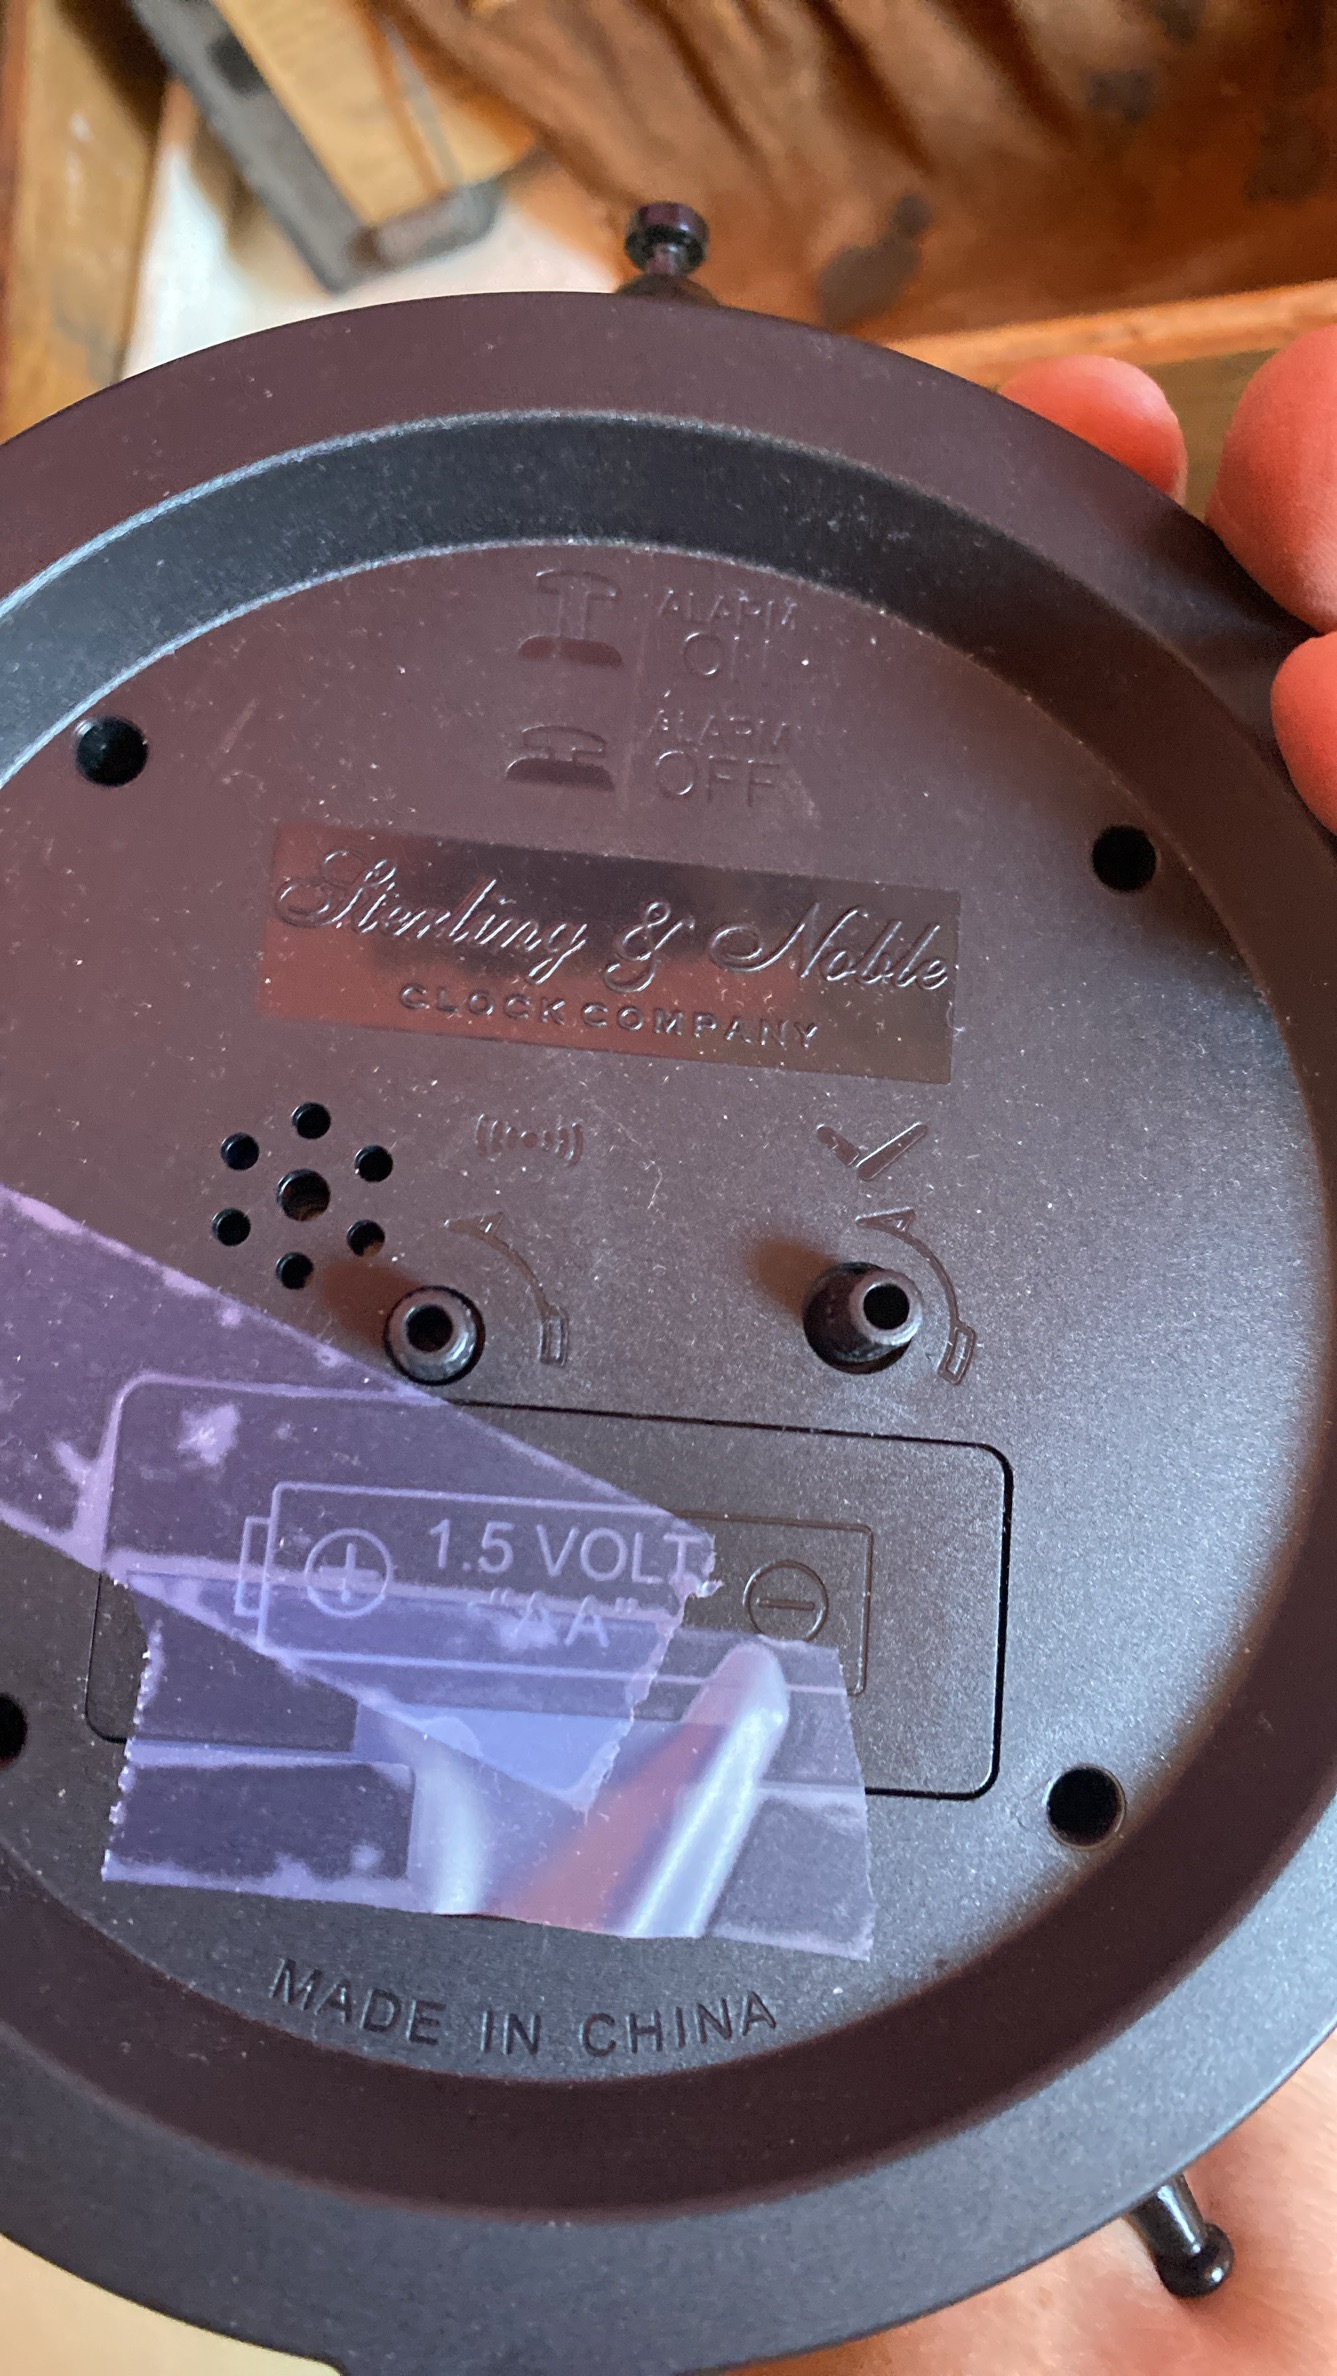 ALARM
ON
ALARM
OFF
Sterling & Noble
CLOCK COMPANY
1.5 VOLT
"AA"
MADE IN CHINA